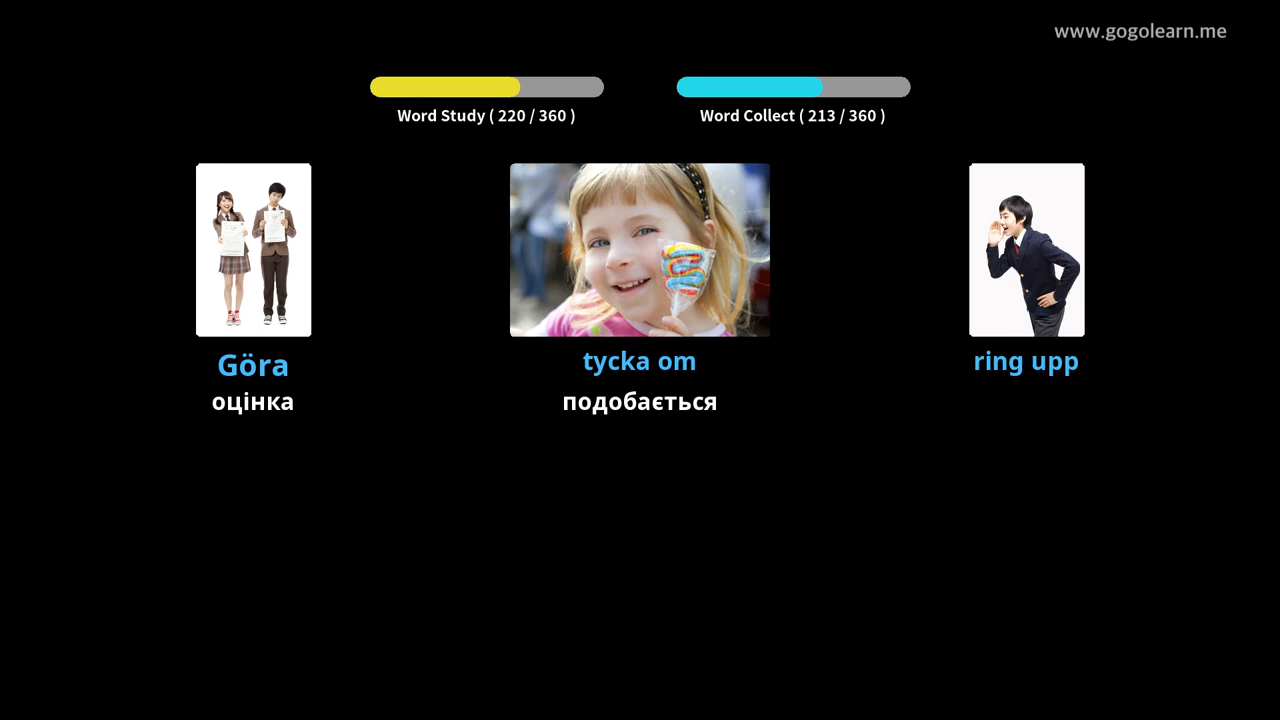 www.gogolearn.me
Word Study ( 220 / 360 )
Word Collect ( 213 / 360 )
Göra
tycka om
ring upp
оцінка
подобається